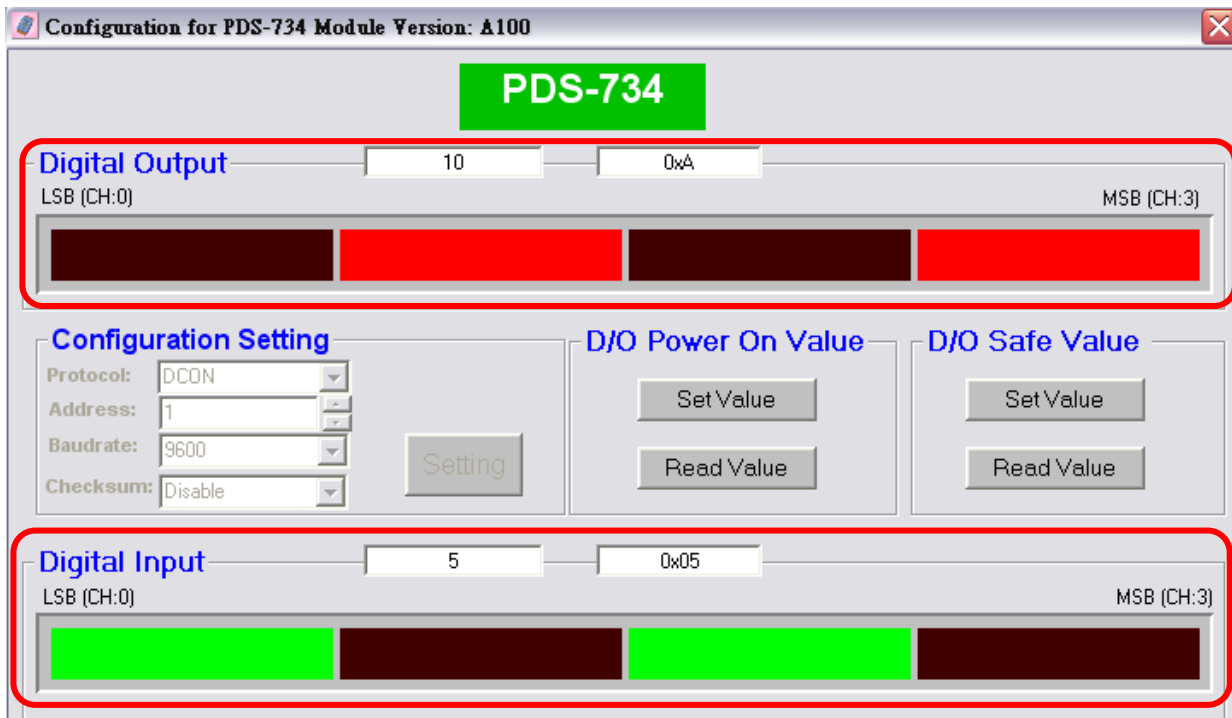 Configuration for PDS-734 Module Version: A100
PDS-734
Digital Output 10 0xA
LSB (CH:0) MSB (CH:3)
Configuration Setting
Protocol: DCON
Address: 1
Baudrate: 9600
Checksum: Disable
Setting
D/O Power On Value
Set Value
Read Value
D/O Safe Value
Set Value
Read Value
Digital Input 5 0x05
LSB (CH:0) MSB (CH:3)